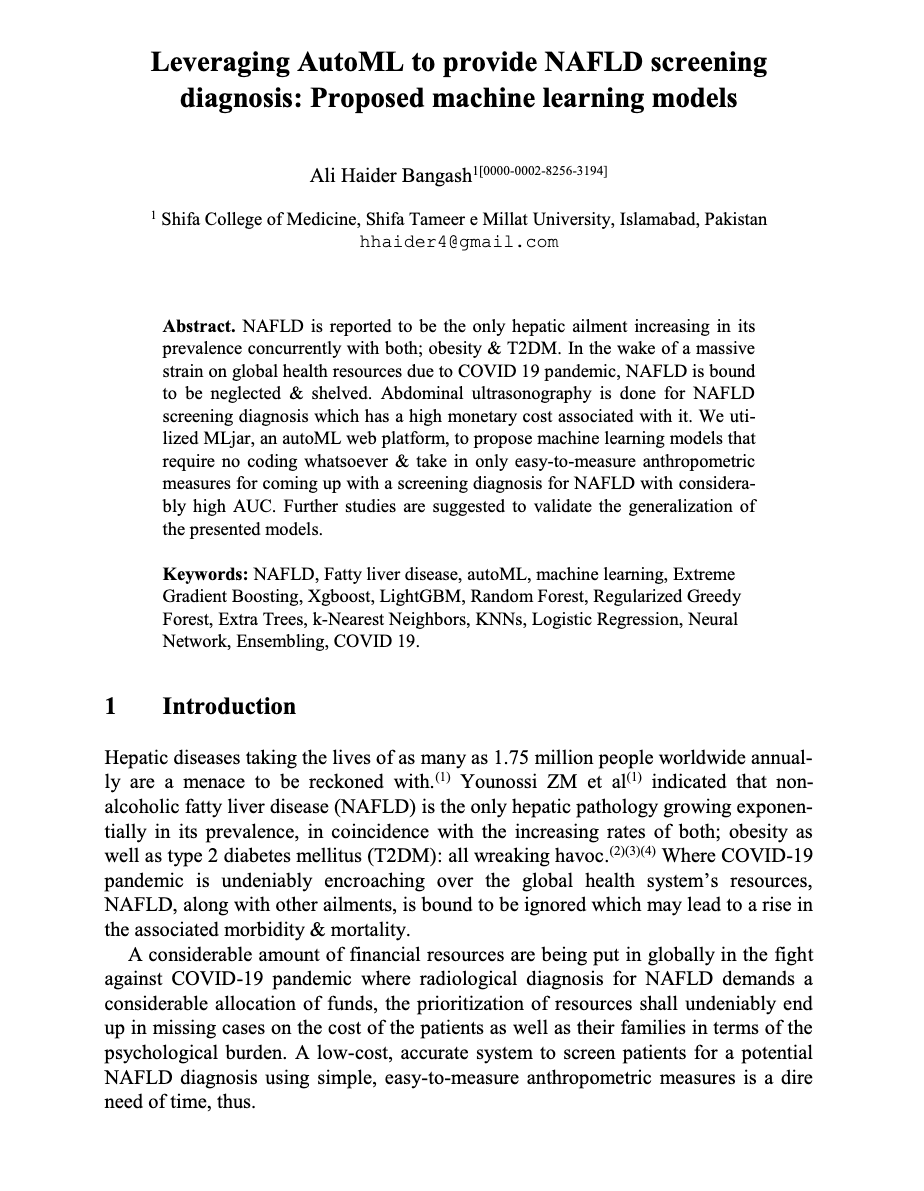 Leveraging AutoML to provide NAFLD screening
diagnosis: Proposed machine learning models
Ali Haider Bangash1[0000-0002-8256-3194]
1 Shifa College of Medicine, Shifa Tameer e Millat University, Islamabad, Pakistan
hhaider4@gmail.com
Abstract. NAFLD is reported to be the only hepatic ailment increasing in its
prevalence concurrently with both; obesity & T2DM. In the wake of a massive
strain on global health resources due to COVID 19 pandemic, NAFLD is bound
to be neglected & shelved. Abdominal ultrasonography is done for NAFLD
screening diagnosis which has a high monetary cost associated with it. We uti-
lized MLjar, an autoML web platform, to propose machine learning models that
require no coding whatsoever & take in only easy-to-measure anthropometric
measures for coming up with a screening diagnosis for NAFLD with considera-
bly high AUC. Further studies are suggested to validate the generalization of
the presented models.
Keywords: NAFLD, Fatty liver disease, autoML, machine learning, Extreme
Gradient Boosting, Xgboost, LightGBM, Random Forest, Regularized Greedy
Forest, Extra Trees, k-Nearest Neighbors, KNNs, Logistic Regression, Neural
Network, Ensembling, COVID 19.
1 Introduction
Hepatic diseases taking the lives of as many as 1.75 million people worldwide annual-
ly are a menace to be reckoned with.(1) Younossi ZM et al(1) indicated that non-
alcoholic fatty liver disease (NAFLD) is the only hepatic pathology growing exponen-
tially in its prevalence, in coincidence with the increasing rates of both; obesity as
well as type 2 diabetes mellitus (T2DM): all wreaking havoc.(2)(3)(4) Where COVID-19
pandemic is undeniably encroaching over the global health system's resources,
NAFLD, along with other ailments, is bound to be ignored which may lead to a rise in
the associated morbidity & mortality.
A considerable amount of financial resources are being put in globally in the fight
against COVID-19 pandemic where radiological diagnosis for NAFLD demands a
considerable allocation of funds, the prioritization of resources shall undeniably end
up in missing cases on the cost of the patients as well as their families in terms of the
psychological burden. A low-cost, accurate system to screen patients for a potential
NAFLD diagnosis using simple, easy-to-measure anthropometric measures is a dire
need of time, thus.